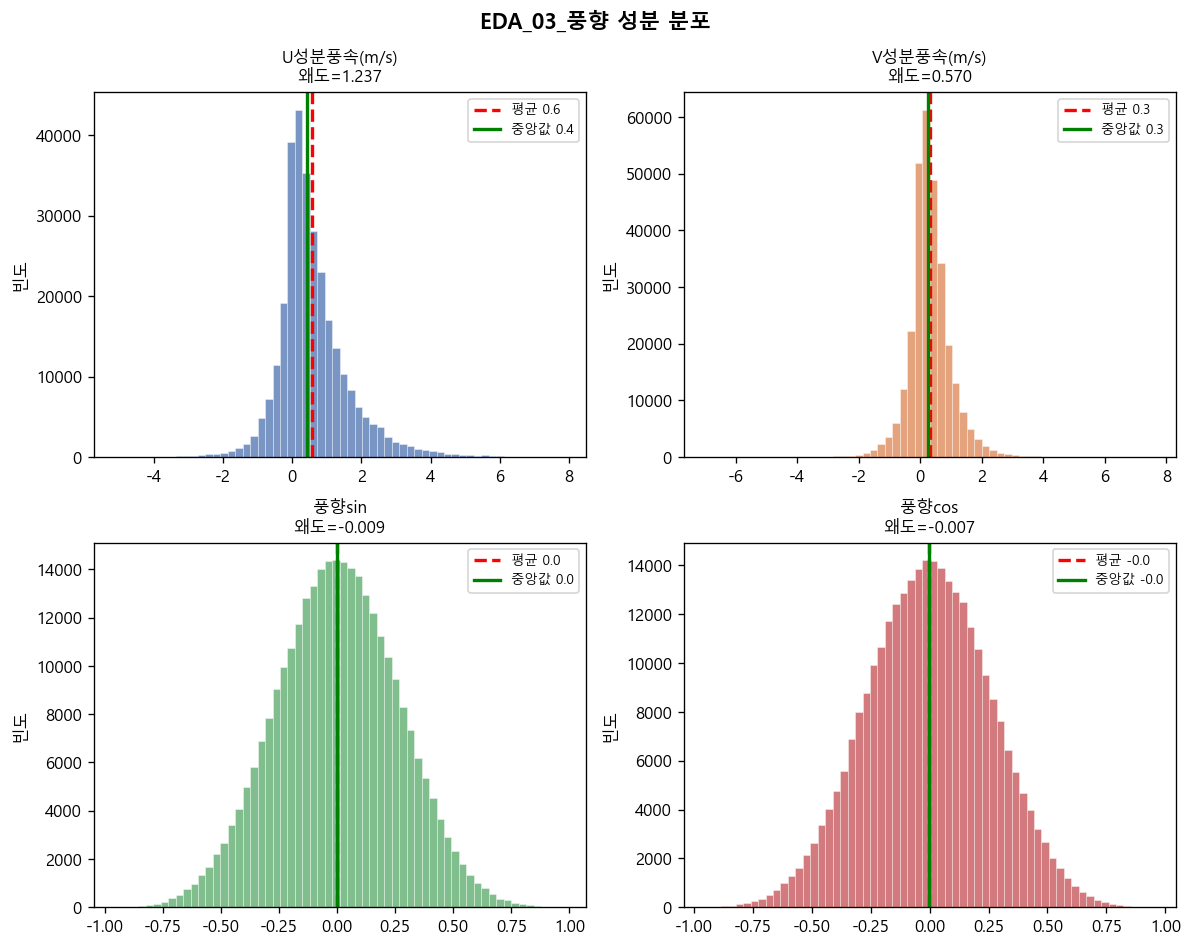 EDA_03_풍향 성분 분포
U성분풍속(m/s)
왜도=1.237
평균 0.6
중앙값 0.4
빈도
40000
30000
20000
10000
0
-4 -2 0 2 4 6 8
V성분풍속(m/s)
왜도=0.570
평균 0.3
중앙값 0.3
빈도
60000
50000
40000
30000
20000
10000
0
-6 -4 -2 0 2 4 6 8
풍향sin
왜도=-0.009
평균 0.0
중앙값 0.0
빈도
14000
12000
10000
8000
6000
4000
2000
0
-1.00 -0.75 -0.50 -0.25 0.00 0.25 0.50 0.75 1.00
풍향cos
왜도=-0.007
평균 -0.0
중앙값 -0.0
빈도
14000
12000
10000
8000
6000
4000
2000
0
-1.00 -0.75 -0.50 -0.25 0.00 0.25 0.50 0.75 1.00